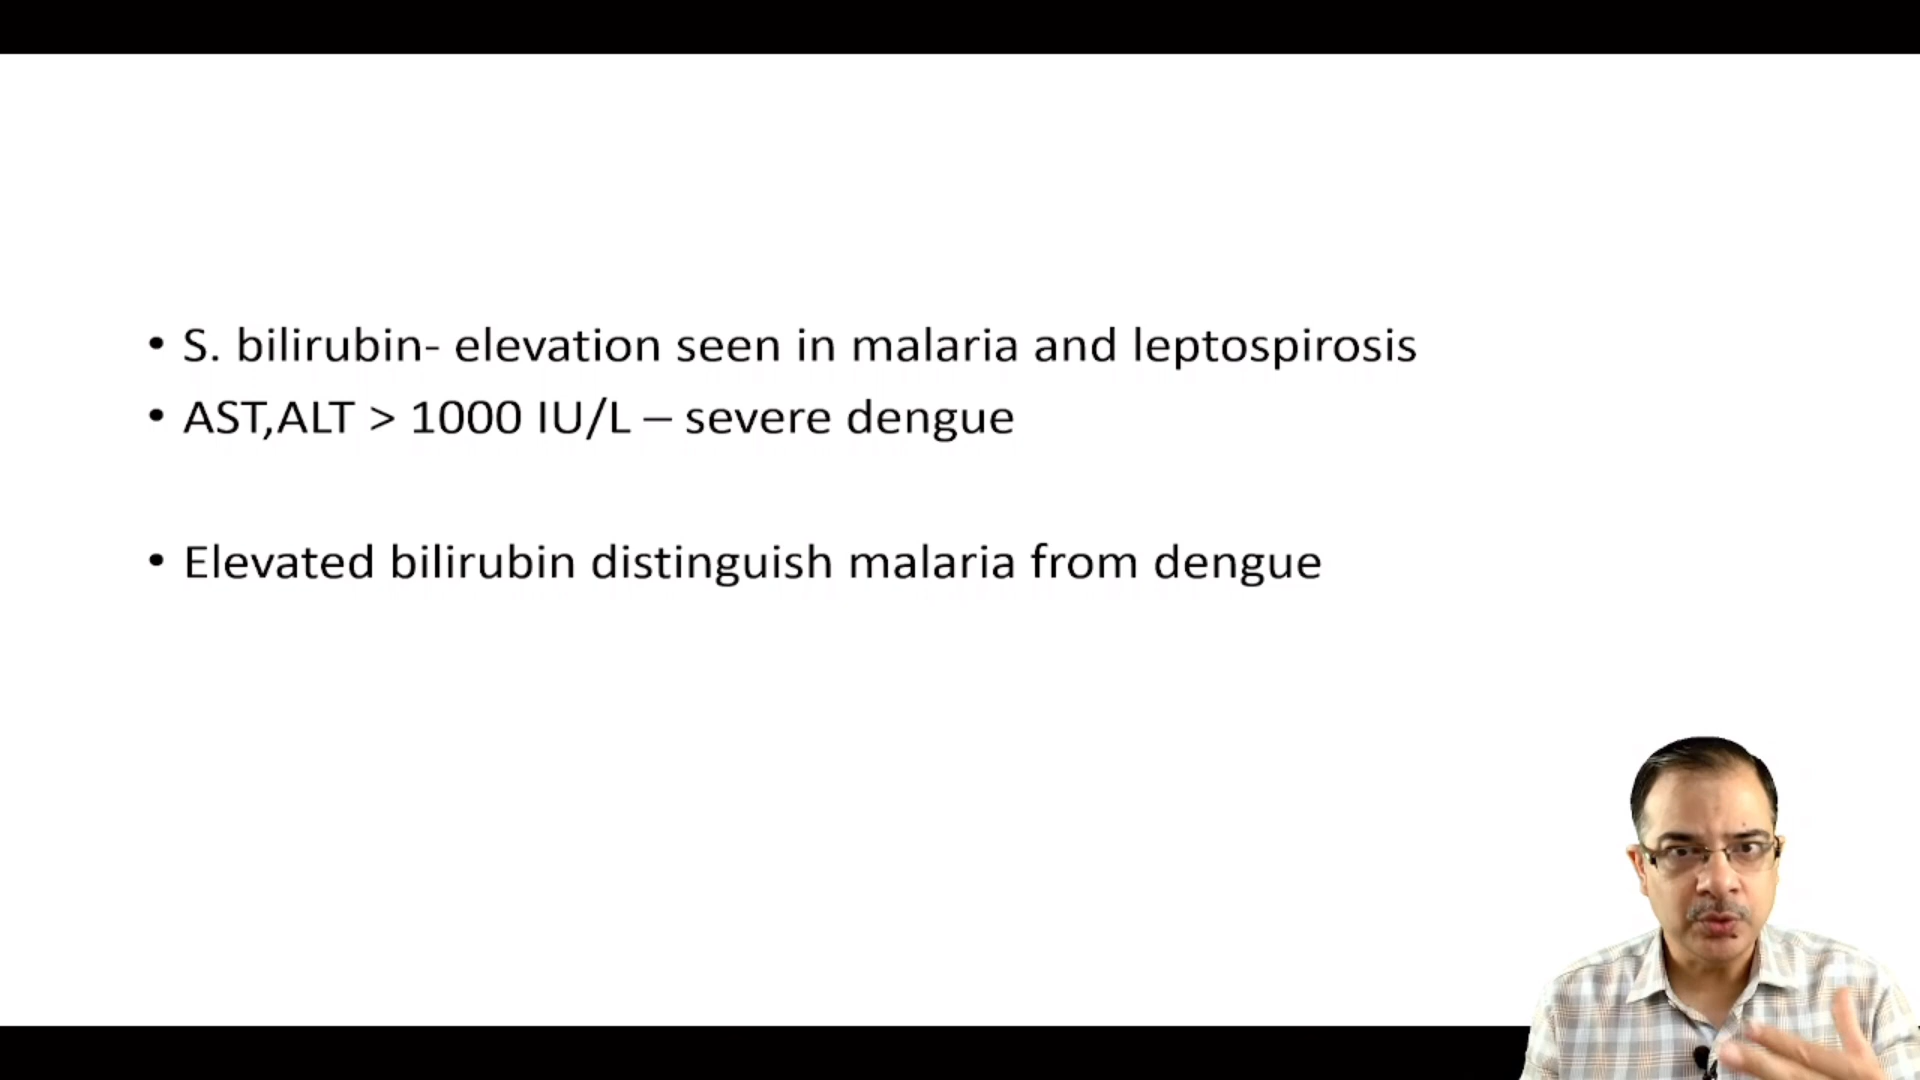 • S. bilirubin- elevation seen in malaria and leptospirosis
• AST,ALT > 1000 IU/L – severe dengue
• Elevated bilirubin distinguish malaria from dengue